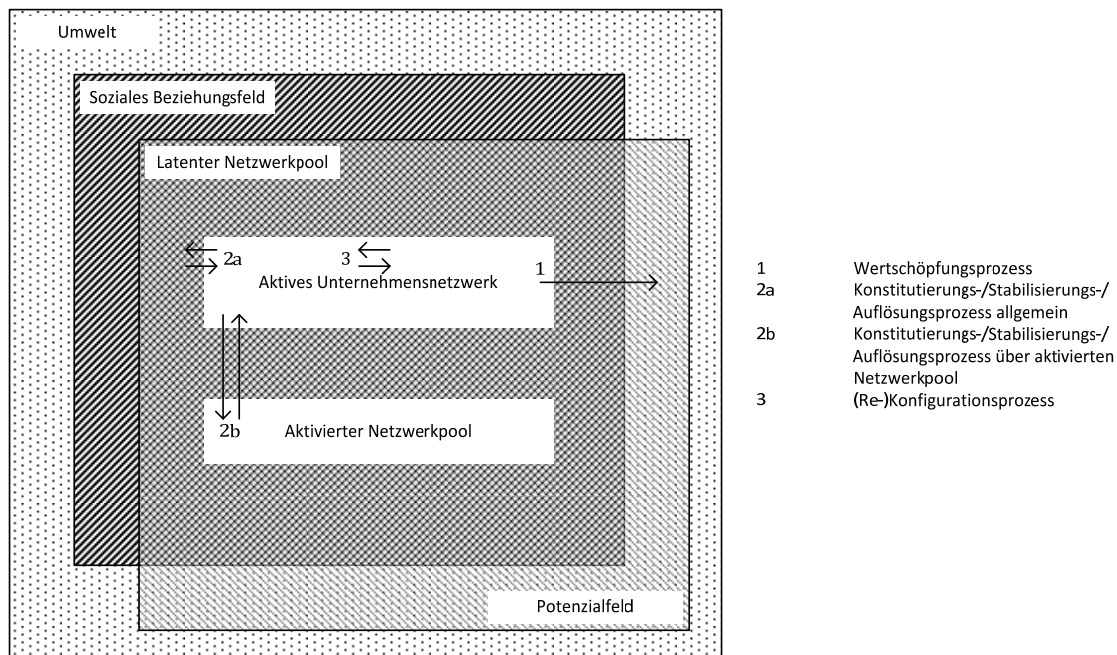 Umwelt
Soziales Beziehungsfeld
Latenter Netzwerkpool
2a
3
1
Aktives Unternehmensnetzwerk
2b
Aktivierter Netzwerkpool
Potenzialfeld
1 Wertschöpfungsprozess
2a Konstitutierungs-/Stabilisierungs-/
Auflösungsprozess allgemein
2b Konstitutierungs-/Stabilisierungs-/
Auflösungsprozess über aktivierten
Netzwerkpool
3 (Re-)Konfigurationsprozess